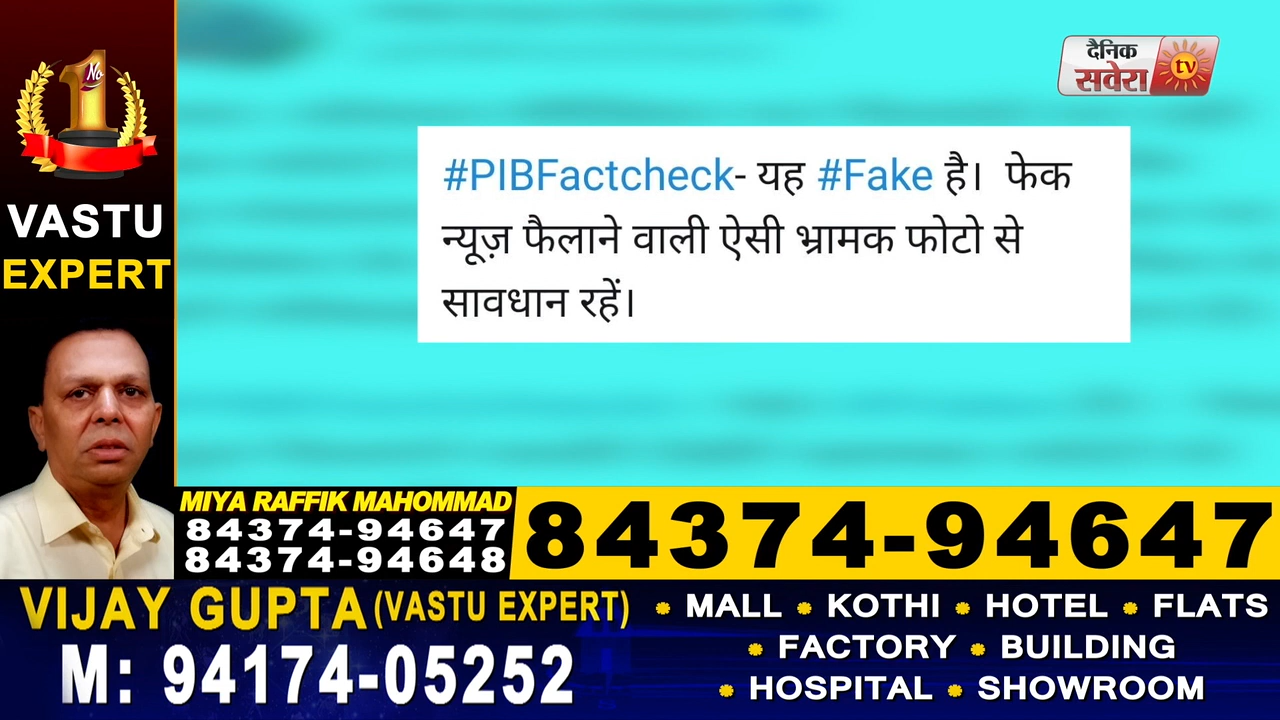 No
1
VASTU
EXPERT
दैनिक
सवेरा
tv
#PIBFactcheck- यह #Fake है।  फेक
न्यूज़ फैलाने वाली ऐसी भ्रामक फोटो से
सावधान रहें।
MIYA RAFFIK MAHOMMAD
84374-94647
84374-94648
84374-94647
VIJAY GUPTA (VASTU EXPERT)
M: 94174-05252
MALL KOTHI HOTEL FLATS
FACTORY BUILDING
HOSPITAL SHOWROOM